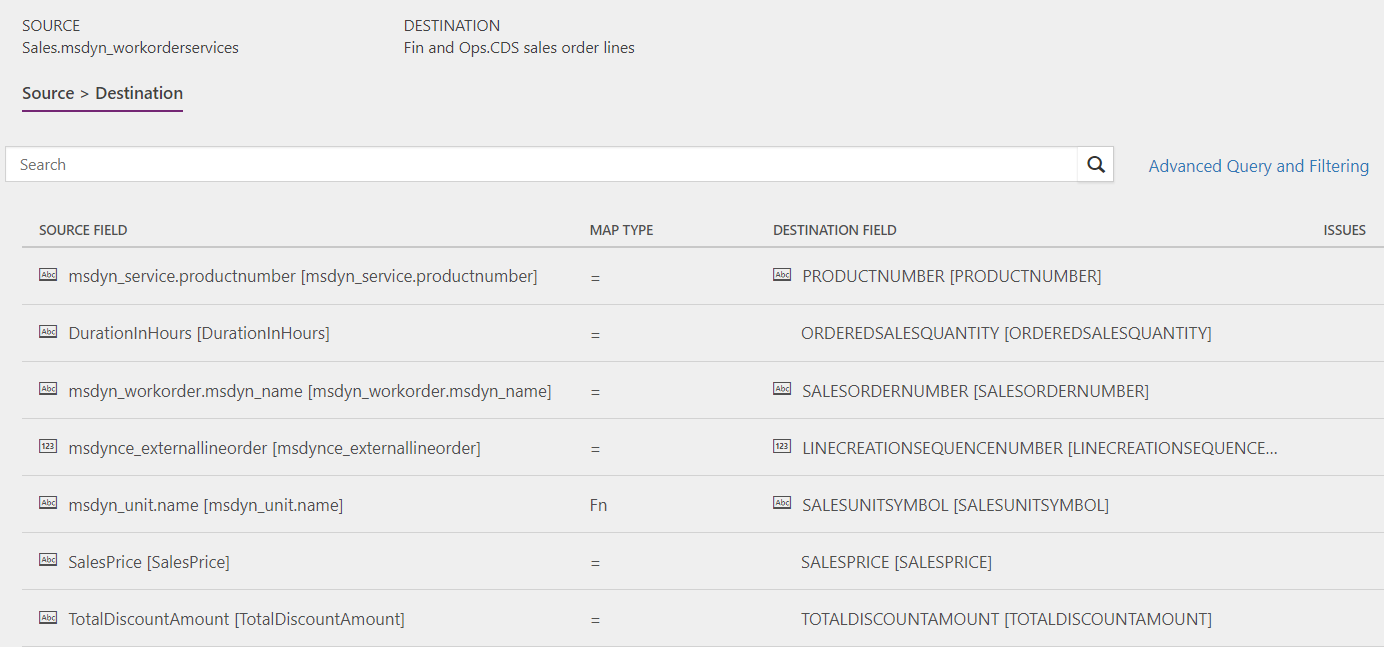 SOURCE DESTINATION
Sales.msdyn_workorderservices Fin and Ops.CDS sales order lines
Source > Destination
Search Advanced Query and Filtering
SOURCE FIELD MAP TYPE DESTINATION FIELD ISSUES
Abc msdyn_service.productnumber [msdyn_service.productnumber] = Abc PRODUCTNUMBER [PRODUCTNUMBER]
Abc DurationInHours [DurationInHours] = ORDEREDSALESQUANTITY [ORDEREDSALESQUANTITY]
Abc msdyn_workorder.msdyn_name [msdyn_workorder.msdyn_name] = Abc SALESORDERNUMBER [SALESORDERNUMBER]
123 msdynce_externallineorder [msdynce_externallineorder] = 123 LINECREATIONSEQUENCENUMBER [LINECREATIONSEQUENCE...
Abc msdyn_unit.name [msdyn_unit.name] Fn Abc SALESUNITSYMBOL [SALESUNITSYMBOL]
Abc SalesPrice [SalesPrice] = SALESPRICE [SALESPRICE]
Abc TotalDiscountAmount [TotalDiscountAmount] = TOTALDISCOUNTAMOUNT [TOTALDISCOUNTAMOUNT]